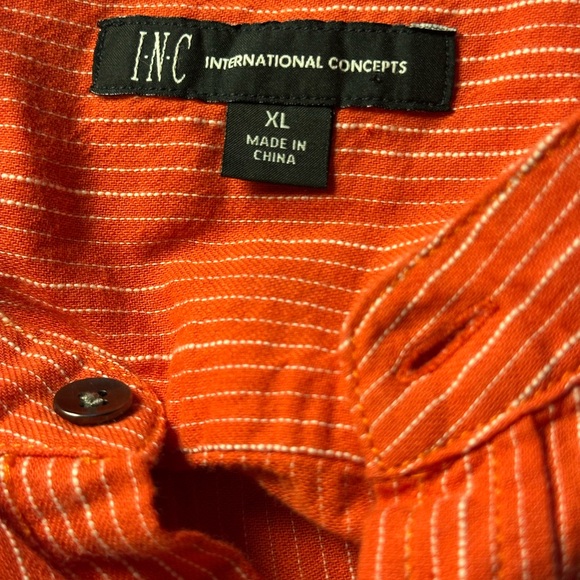 I·N·C INTERNATIONAL CONCEPTS
XL
MADE IN
CHINA